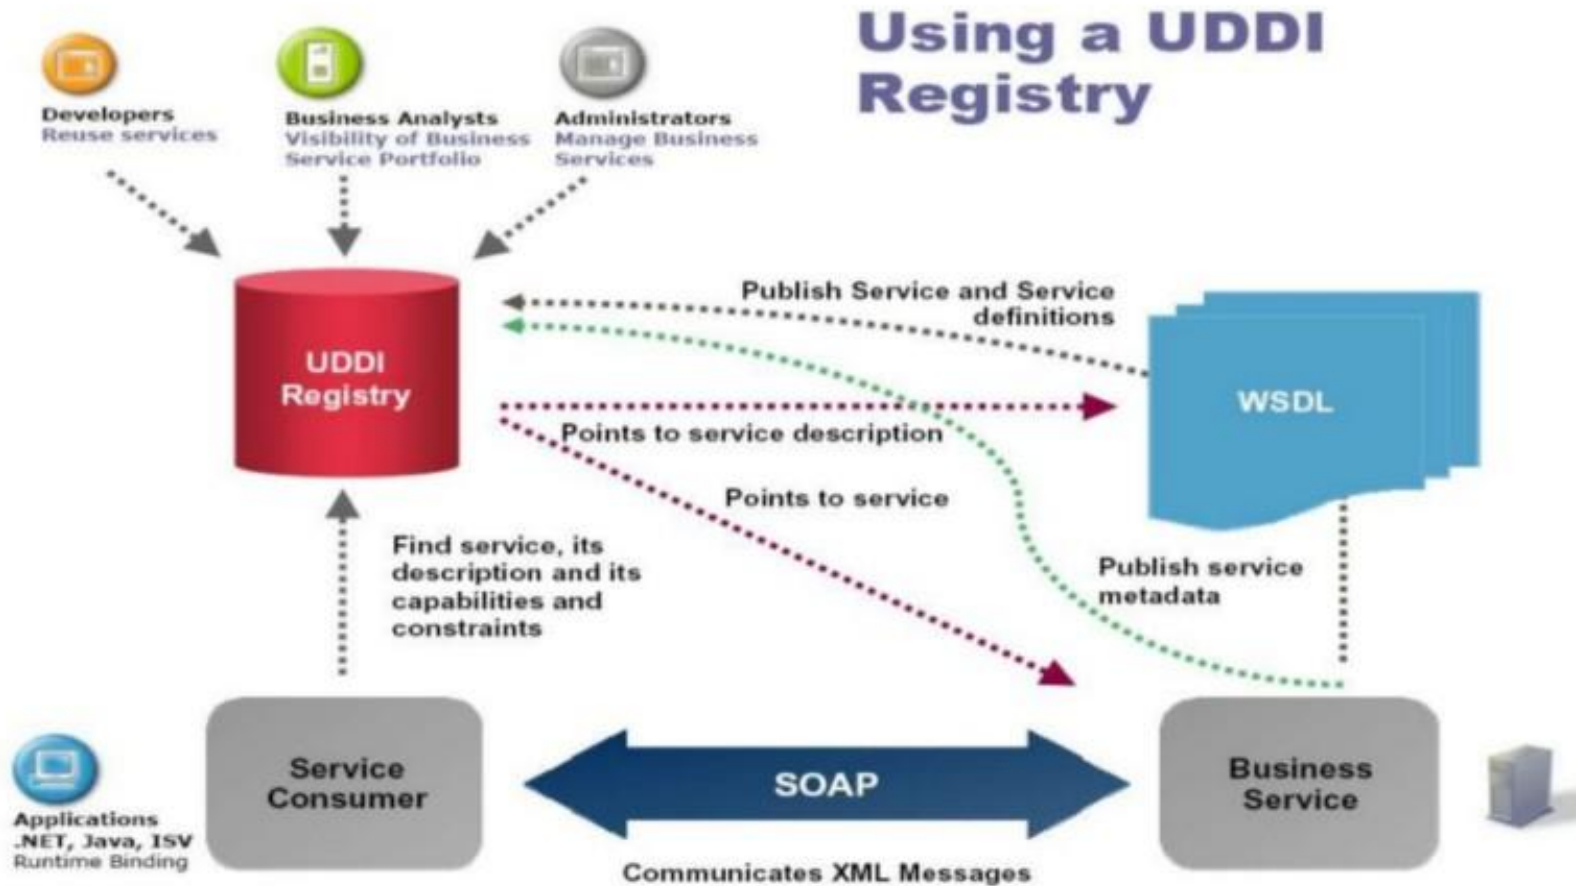 Using a UDDI
Registry
Developers
Reuse services
Business Analysts
Visibility of Business
Service Portfolio
Administrators
Manage Business
Services
Publish Service and Service
definitions
UDDI
Registry
WSDL
Points to service description
Points to service
Find service, its
description and its
capabilities and
constraints
Publish service
metadata
Service
Consumer
SOAP
Business
Service
Applications
.NET, Java, ISV
Runtime Binding
Communicates XML Messages